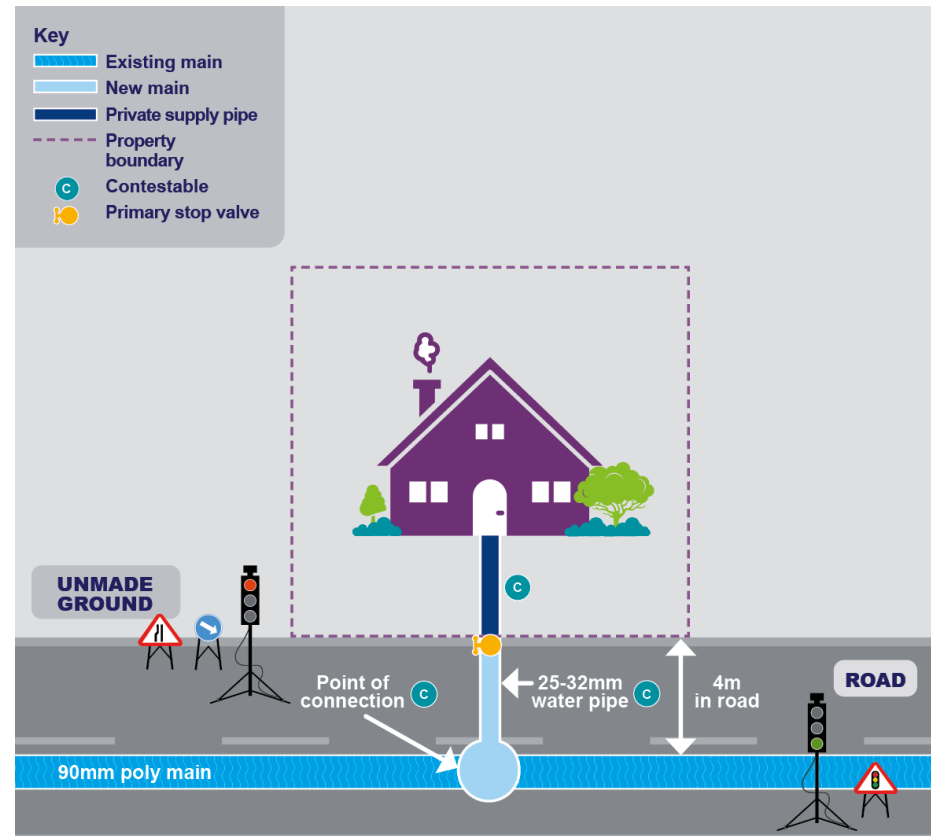 Key
Existing main
New main
Private supply pipe
Property
boundary
C Contestable
Primary stop valve
UNMADE
GROUND
C
Point of
connection C
25-32mm
water pipe C
4m
in road
ROAD
90mm poly main